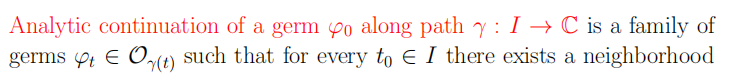 Analytic continuation of a germ φ₀ along path γ : I → ℂ is a family of
germs φₜ ∈ 𝒪_γ(t) such that for every t₀ ∈ I there exists a neighborhood